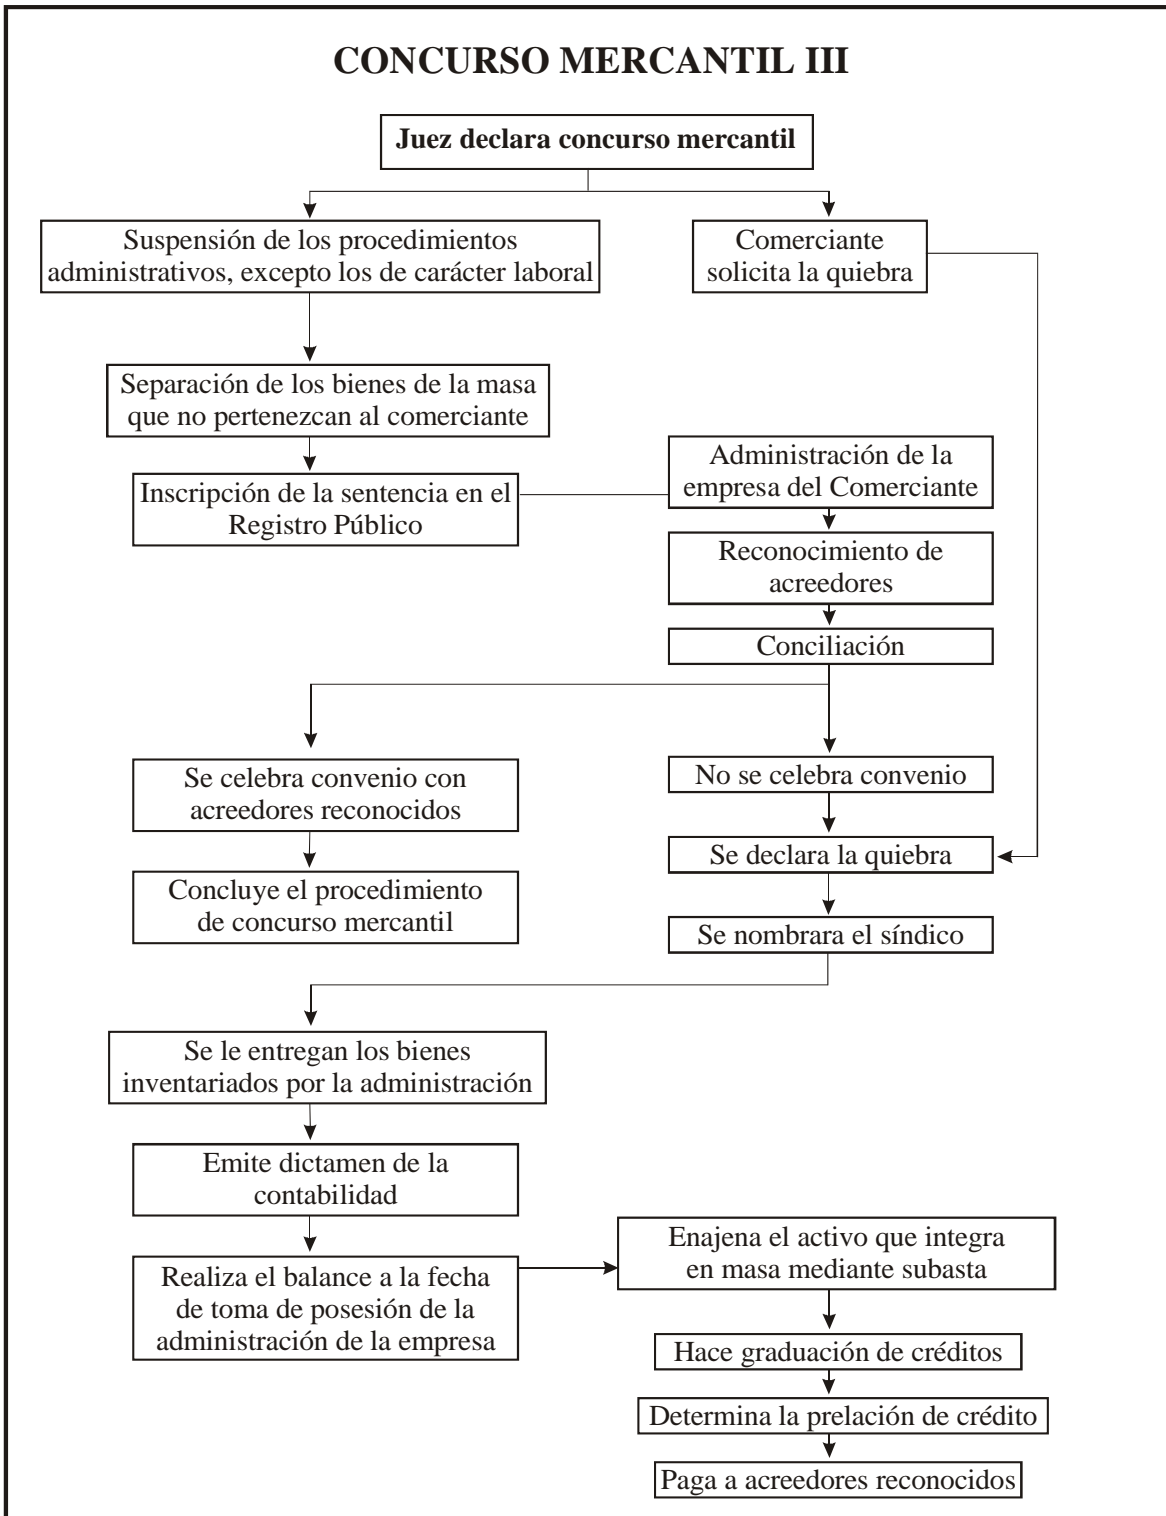 CONCURSO MERCANTIL III
Juez declara concurso mercantil
Suspensión de los procedimientos
administrativos, excepto los de carácter laboral
Comerciante
solicita la quiebra
Separación de los bienes de la masa
que no pertenezcan al comerciante
Inscripción de la sentencia en el
Registro Público
Administración de la
empresa del Comerciante
Reconocimiento de
acreedores
Conciliación
Se celebra convenio con
acreedores reconocidos
No se celebra convenio
Concluye el procedimiento
de concurso mercantil
Se declara la quiebra
Se nombrara el síndico
Se le entregan los bienes
inventariados por la administración
Emite dictamen de la
contabilidad
Realiza el balance a la fecha
de toma de posesión de la
administración de la empresa
Enajena el activo que integra
en masa mediante subasta
Hace graduación de créditos
Determina la prelación de crédito
Paga a acreedores reconocidos